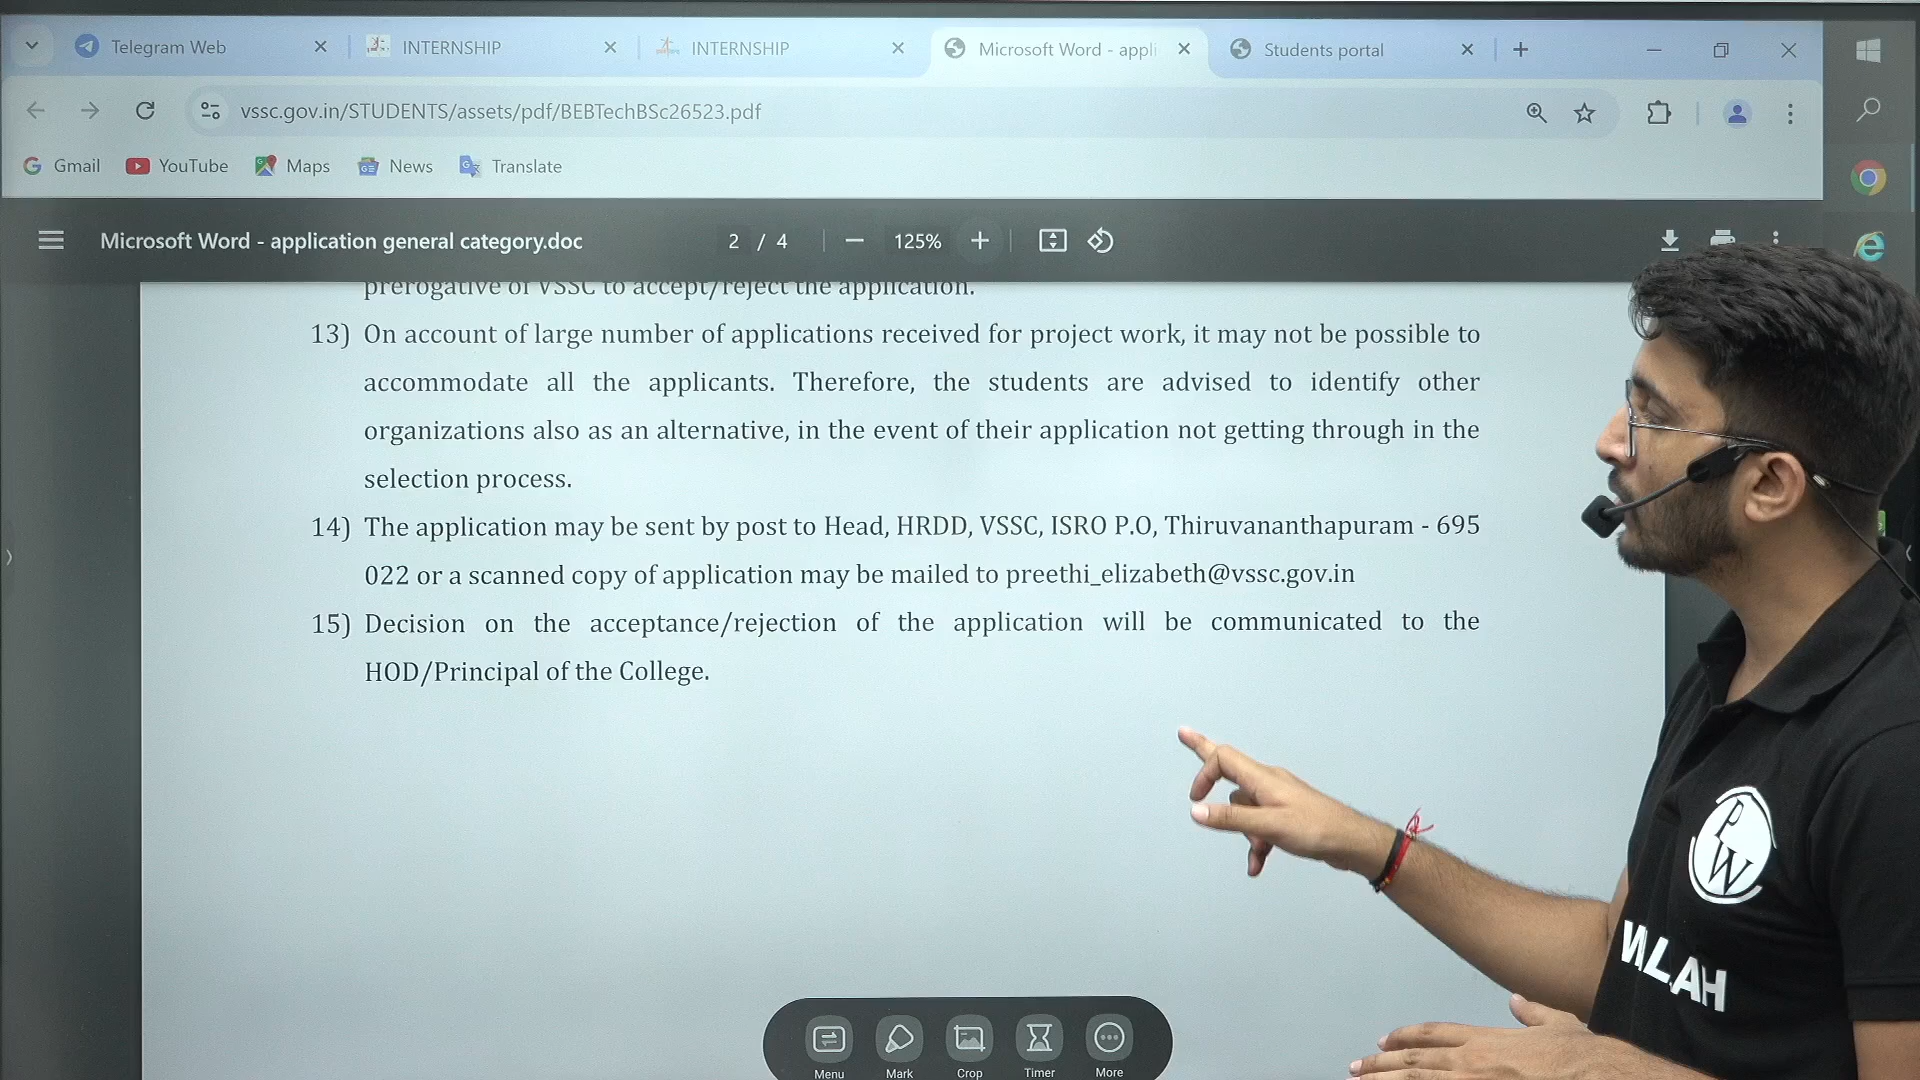 Telegram Web
INTERNSHIP
INTERNSHIP
Microsoft Word - appli
Students portal
vssc.gov.in/STUDENTS/assets/pdf/BEBTechBSc26523.pdf
Gmail
YouTube
Maps
News
Translate
Microsoft Word - application general category.doc
2 / 4
125%
prerogative of VSSC to accept/reject the application.
13) On account of large number of applications received for project work, it may not be possible to
accommodate all the applicants. Therefore, the students are advised to identify other
organizations also as an alternative, in the event of their application not getting through in the
selection process.
14) The application may be sent by post to Head, HRDD, VSSC, ISRO P.O, Thiruvananthapuram - 695
022 or a scanned copy of application may be mailed to preethi_elizabeth@vssc.gov.in
15) Decision on the acceptance/rejection of the application will be communicated to the
HOD/Principal of the College.
PW
WALLAH
Menu
Mark
Crop
Timer
More